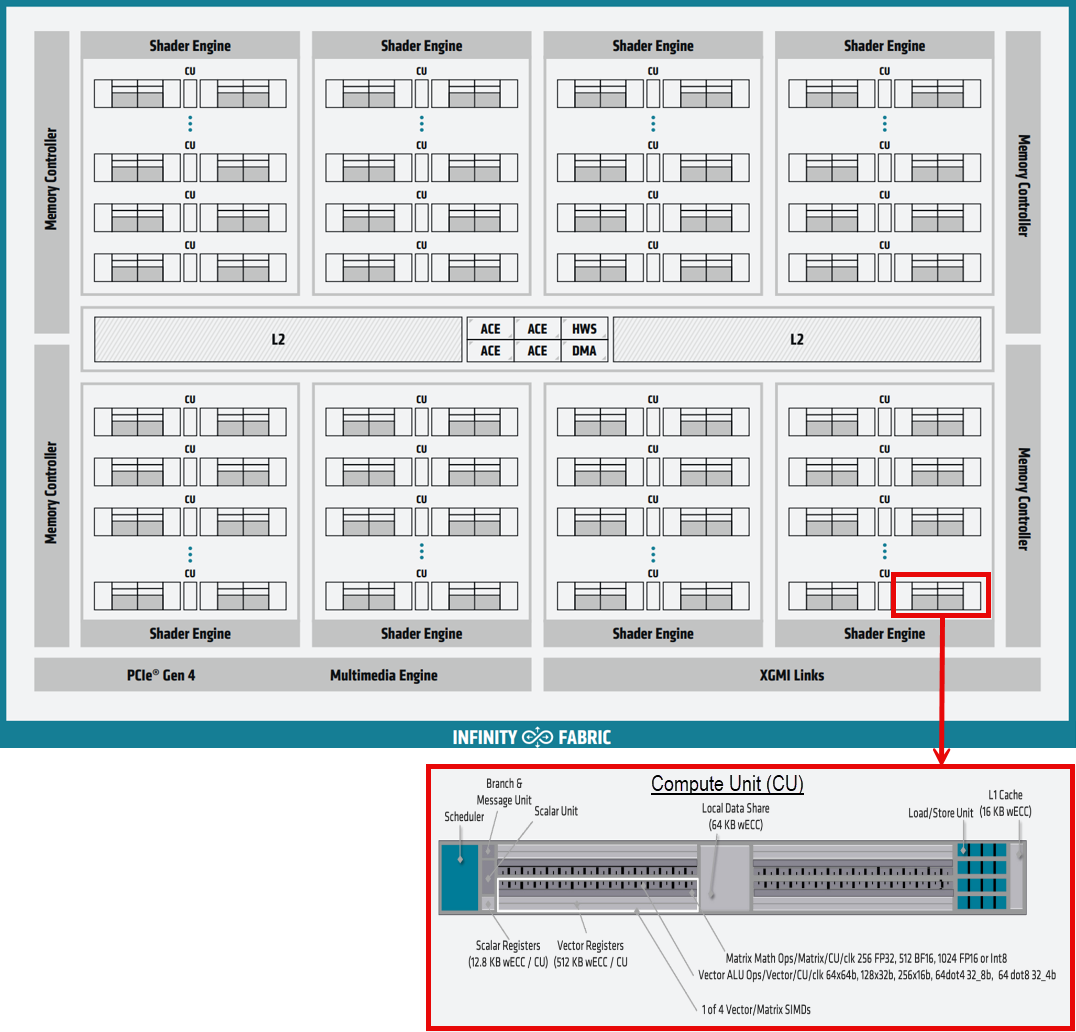 Shader Engine Shader Engine Shader Engine Shader Engine
CU CU CU CU
CU CU CU CU
CU CU CU CU
CU CU CU CU
Memory Controller
Memory Controller
L2
ACE ACE HWS
ACE ACE DMA
L2
CU CU CU CU
CU CU CU CU
CU CU CU CU
CU CU CU CU
Memory Controller
Memory Controller
Shader Engine Shader Engine Shader Engine Shader Engine
PCIe® Gen 4 Multimedia Engine XGMI Links
INFINITY FABRIC
Compute Unit (CU)
Scheduler
Branch &
Message Unit
Scalar Unit
Local Data Share
(64 KB wECC)
Load/Store Unit
L1 Cache
(16 KB wECC)
Scalar Registers
(12.8 KB wECC / CU)
Vector Registers
(512 KB wECC / CU
Matrix Math Ops/Matrix/CU/clk 256 FP32, 512 BF16, 1024 FP16 or Int8
Vector ALU Ops/Vector/CU/clk 64x64b, 128x32b, 256x16b, 64dot4 32_8b, 64 dot8 32_4b
1 of 4 Vector/Matrix SIMDs